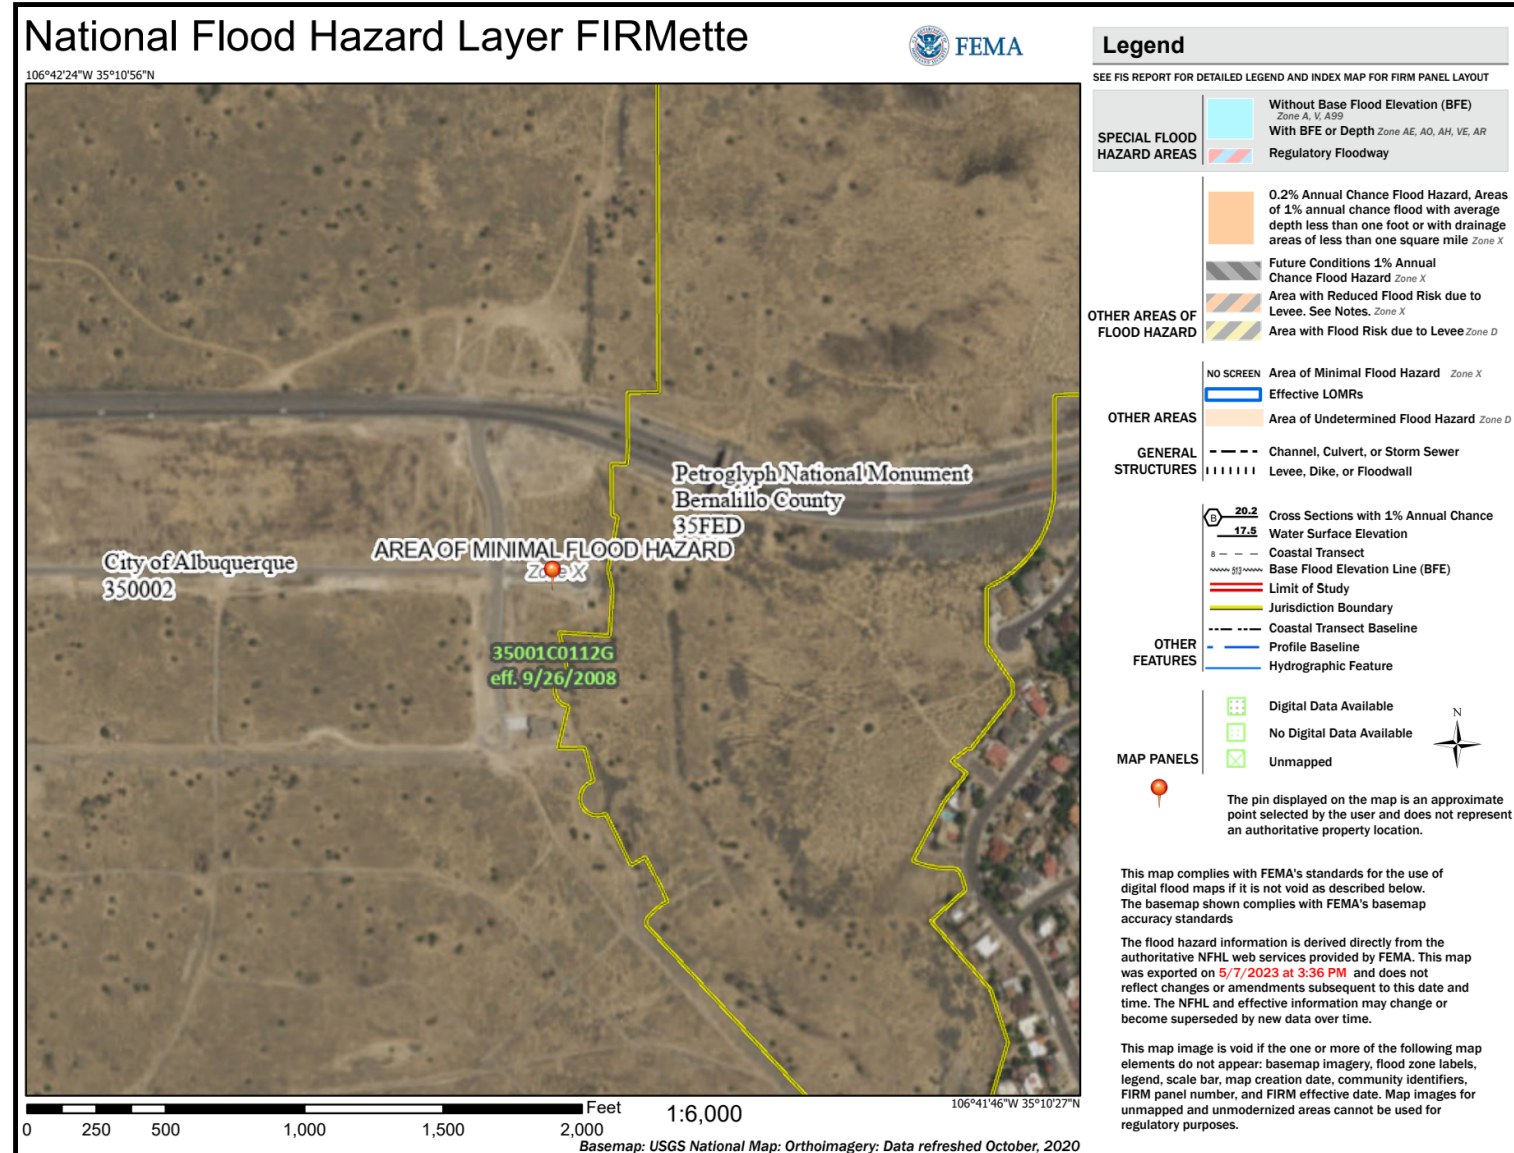 National Flood Hazard Layer FIRMette
FEMA
106°42'24"W 35°10'56"N
Petroglyph National Monument
Bernalillo County
35FED
AREA OF MINIMAL FLOOD HAZARD
Zone X
City of Albuquerque
350002
35001C0112G
eff. 9/26/2008
106°41'46"W 35°10'27"N
Feet
1:6,000
0 250 500 1,000 1,500 2,000
Basemap: USGS National Map: Orthoimagery: Data refreshed October, 2020
Legend
SEE FIS REPORT FOR DETAILED LEGEND AND INDEX MAP FOR FIRM PANEL LAYOUT
SPECIAL FLOOD
HAZARD AREAS
Without Base Flood Elevation (BFE)
Zone A, V, A99
With BFE or Depth Zone AE, AO, AH, VE, AR
Regulatory Floodway
0.2% Annual Chance Flood Hazard, Areas
of 1% annual chance flood with average
depth less than one foot or with drainage
areas of less than one square mile Zone X
Future Conditions 1% Annual
Chance Flood Hazard Zone X
Area with Reduced Flood Risk due to
Levee. See Notes. Zone X
Area with Flood Risk due to Levee Zone D
OTHER AREAS OF
FLOOD HAZARD
NO SCREEN Area of Minimal Flood Hazard Zone X
Effective LOMRs
OTHER AREAS
Area of Undetermined Flood Hazard Zone D
GENERAL
STRUCTURES
Channel, Culvert, or Storm Sewer
Levee, Dike, or Floodwall
B 20.2 Cross Sections with 1% Annual Chance
17.5 Water Surface Elevation
8 Coastal Transect
513 Base Flood Elevation Line (BFE)
Limit of Study
Jurisdiction Boundary
Coastal Transect Baseline
OTHER
FEATURES
Profile Baseline
Hydrographic Feature
Digital Data Available
No Digital Data Available
Unmapped
MAP PANELS
N
The pin displayed on the map is an approximate
point selected by the user and does not represent
an authoritative property location.
This map complies with FEMA's standards for the use of
digital flood maps if it is not void as described below.
The basemap shown complies with FEMA's basemap
accuracy standards
The flood hazard information is derived directly from the
authoritative NFHL web services provided by FEMA. This map
was exported on 5/7/2023 at 3:36 PM and does not
reflect changes or amendments subsequent to this date and
time. The NFHL and effective information may change or
become superseded by new data over time.
This map image is void if the one or more of the following map
elements do not appear: basemap imagery, flood zone labels,
legend, scale bar, map creation date, community identifiers,
FIRM panel number, and FIRM effective date. Map images for
unmapped and unmodernized areas cannot be used for
regulatory purposes.